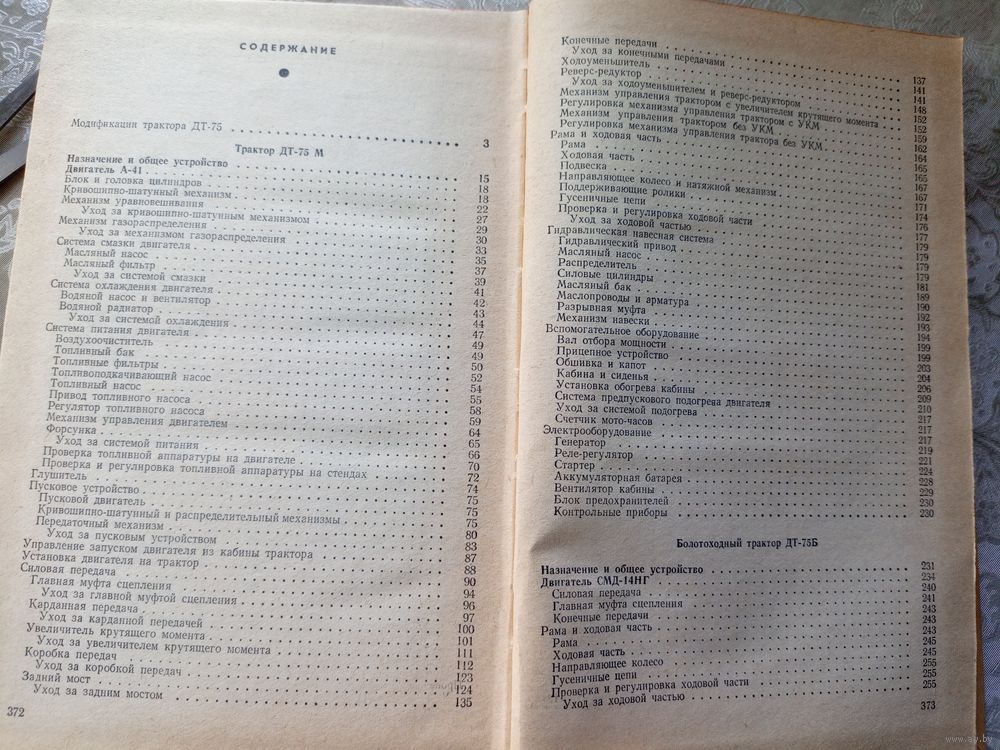 СОДЕРЖАНИЕ
Модификации трактора ДТ-75 . . . 3
Трактор ДТ-75 М
Назначение и общее устройство . . . 15
Двигатель А-41 . . . 18
Блок и головка цилиндров . . . 18
Кривошипно-шатунный механизм . . . 22
Механизм уравновешивания . . . 27
Уход за кривошипно-шатунным механизмом . . . 29
Механизм газораспределения . . . 30
Уход за механизмом газораспределения . . . 33
Система смазки двигателя . . . 35
Масляный насос . . . 37
Масляный фильтр . . . 39
Уход за системой смазки . . . 41
Система охлаждения двигателя . . . 42
Водяной насос и вентилятор . . . 43
Водяной радиатор . . . 44
Уход за системой охлаждения . . . 47
Система питания двигателя . . . 49
Воздухоочиститель . . . 49
Топливный бак . . . 50
Топливные фильтры . . . 52
Топливоподкачивающий насос . . . 54
Топливный насос . . . 55
Привод топливного насоса . . . 58
Регулятор топливного насоса . . . 59
Механизм управления двигателем . . . 64
Форсунка . . . 65
Уход за системой питания . . . 66
Проверка топливной аппаратуры на двигателе . . . 70
Проверка и регулировка топливной аппаратуры на стендах . . . 72
Глушитель . . . 74
Пусковое устройство . . . 75
Пусковой двигатель . . . 75
Кривошипно-шатунный и распределительный механизмы . . . 75
Передаточный механизм . . . 80
Уход за пусковым устройством . . . 83
Управление запуском двигателя из кабины трактора . . . 87
Установка двигателя на трактор . . . 88
Силовая передача . . . 90
Главная муфта сцепления . . . 94
Уход за главной муфтой сцепления . . . 96
Карданная передача . . . 97
Уход за карданной передачей . . . 100
Увеличитель крутящего момента . . . 101
Уход за увеличителем крутящего момента . . . 111
Коробка передач . . . 112
Уход за коробкой передач . . . 123
Задний мост . . . 124
Уход за задним мостом . . . 135
372
Конечные передачи . . . 137
Уход за конечными передачами
Ходоуменьшитель . . . 141
Реверс-редуктор . . . 141
Уход за ходоуменьшителем и реверс-редуктором . . . 148
Механизм управления трактором с увеличителем крутящего момента . . . 152
Регулировка механизма управления трактором с УКМ . . . 152
Механизм управления трактором без УКМ . . . 159
Регулировка механизма управления трактора без УКМ . . . 162
Рама и ходовая часть . . . 164
Рама . . . 165
Ходовая часть . . . 165
Подвеска . . . 167
Направляющее колесо и натяжной механизм . . . 167
Поддерживающие ролики . . . 171
Гусеничные цепи . . . 174
Проверка и регулировка ходовой части . . . 176
Уход за ходовой частью . . . 177
Гидравлическая навесная система . . . 179
Гидравлический привод . . . 179
Масляный насос . . . 179
Распределитель . . . 181
Силовые цилиндры . . . 189
Масляный бак . . . 190
Маслопроводы и арматура . . . 192
Разрывная муфта . . . 193
Механизм навески . . . 194
Вспомогательное оборудование . . . 199
Вал отбора мощности . . . 199
Прицепное устройство . . . 203
Обшивка и капот . . . 204
Кабина и сиденья . . . 206
Установка обогрева кабины . . . 209
Система предпускового подогрева двигателя . . . 210
Уход за системой подогрева . . . 217
Счетчик мото-часов . . . 217
Электрооборудование . . . 217
Генератор . . . 219
Реле-регулятор . . . 221
Стартер . . . 224
Аккумуляторная батарея . . . 228
Вентилятор кабины . . . 229
Блок предохранителей . . . 230
Контрольные приборы . . . 230
Болотоходный трактор ДТ-75Б
Назначение и общее устройство . . . 231
Двигатель СМД-14НГ . . . 234
Силовая передача . . . 240
Главная муфта сцепления . . . 241
Конечные передачи . . . 243
Рама и ходовая часть . . . 243
Рама . . . 245
Ходовая часть . . . 245
Направляющее колесо . . . 255
Гусеничные цепи . . . 255
Проверка и регулировка ходовой части
Уход за ходовой частью
373
www.ay.by